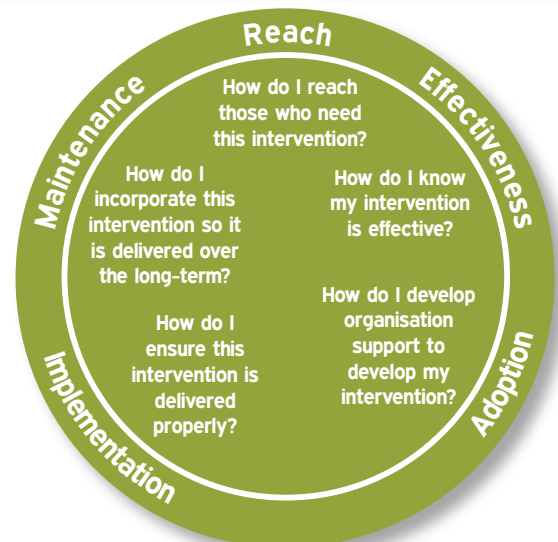 Reach
How do I reach
those who need
this intervention?
Effectiveness
How do I know
my intervention
is effective?
Adoption
How do I develop
organisation
support to
develop my
intervention?
Implementation
How do I
ensure this
intervention is
delivered
properly?
Maintenance
How do I
incorporate this
intervention so it
is delivered over
the long-term?